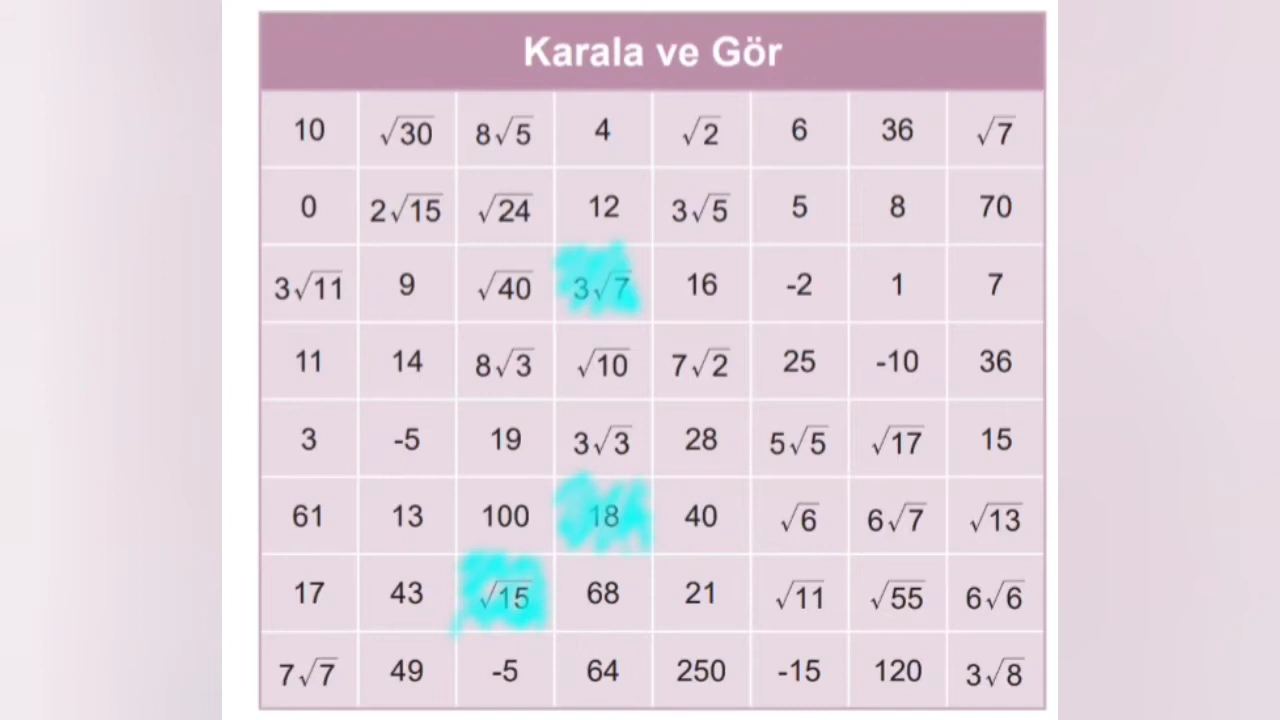 Karala ve Gör
10 √30 8√5 4 √2 6 36 √7
0 2√15 √24 12 3√5 5 8 70
3√11 9 √40 3√7 16 -2 1 7
11 14 8√3 √10 7√2 25 -10 36
3 -5 19 3√3 28 5√5 √17 15
61 13 100 18 40 √6 6√7 √13
17 43 √15 68 21 √11 √55 6√6
7√7 49 -5 64 250 -15 120 3√8